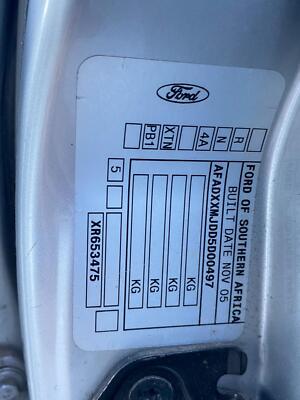 Ford
FORD OF SOUTHERN AFRICA
BUILT DATE NOV 05
AFADXXMJDD5D00497
KG
KG
KG
KG
R
N
4A
XTN
PB1
5
XR653475